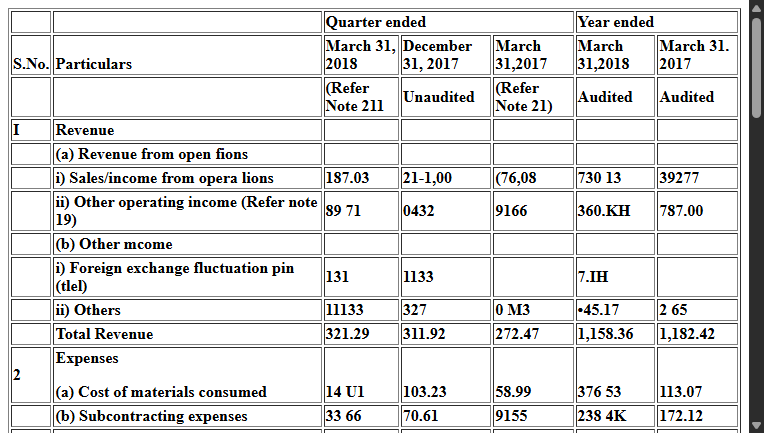 Quarter ended Year ended
S.No. Particulars March 31, 2018 December 31, 2017 March 31,2017 March 31,2018 March 31. 2017
(Refer Note 211 Unaudited (Refer Note 21) Audited Audited
I Revenue
(a) Revenue from open fions
i) Sales/income from opera lions 187.03 21-1,00 (76,08 730 13 39277
ii) Other operating income (Refer note 19) 89 71 0432 9166 360.KH 787.00
(b) Other mcome
i) Foreign exchange fluctuation pin (tlel) 131 1133 7.IH
ii) Others 11133 327 0 M3 •45.17 2 65
Total Revenue 321.29 311.92 272.47 1,158.36 1,182.42
2 Expenses
(a) Cost of materials consumed 14 U1 103.23 58.99 376 53 113.07
(b) Subcontracting expenses 33 66 70.61 9155 238 4K 172.12